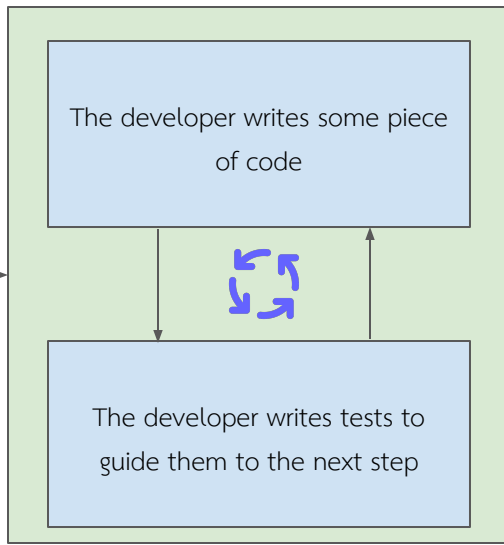 The developer writes some piece
of code
The developer writes tests to
guide them to the next step